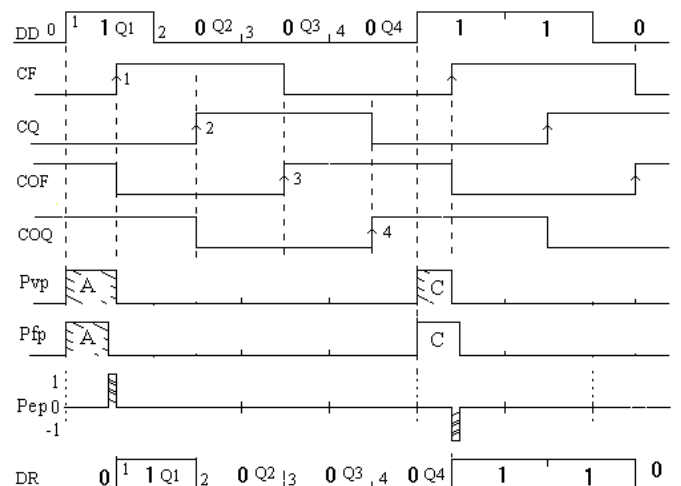 DD 0 1 1 Q1 2 0 Q2 3 0 Q3 4 0 Q4 1 1 0
CF 1
CQ 2
COF 3
COQ 4
Pvp A C
Pfp A C
1
Pep 0
-1
DR 0 1 1 Q1 2 0 Q2 3 0 Q3 4 0 Q4 1 1 0